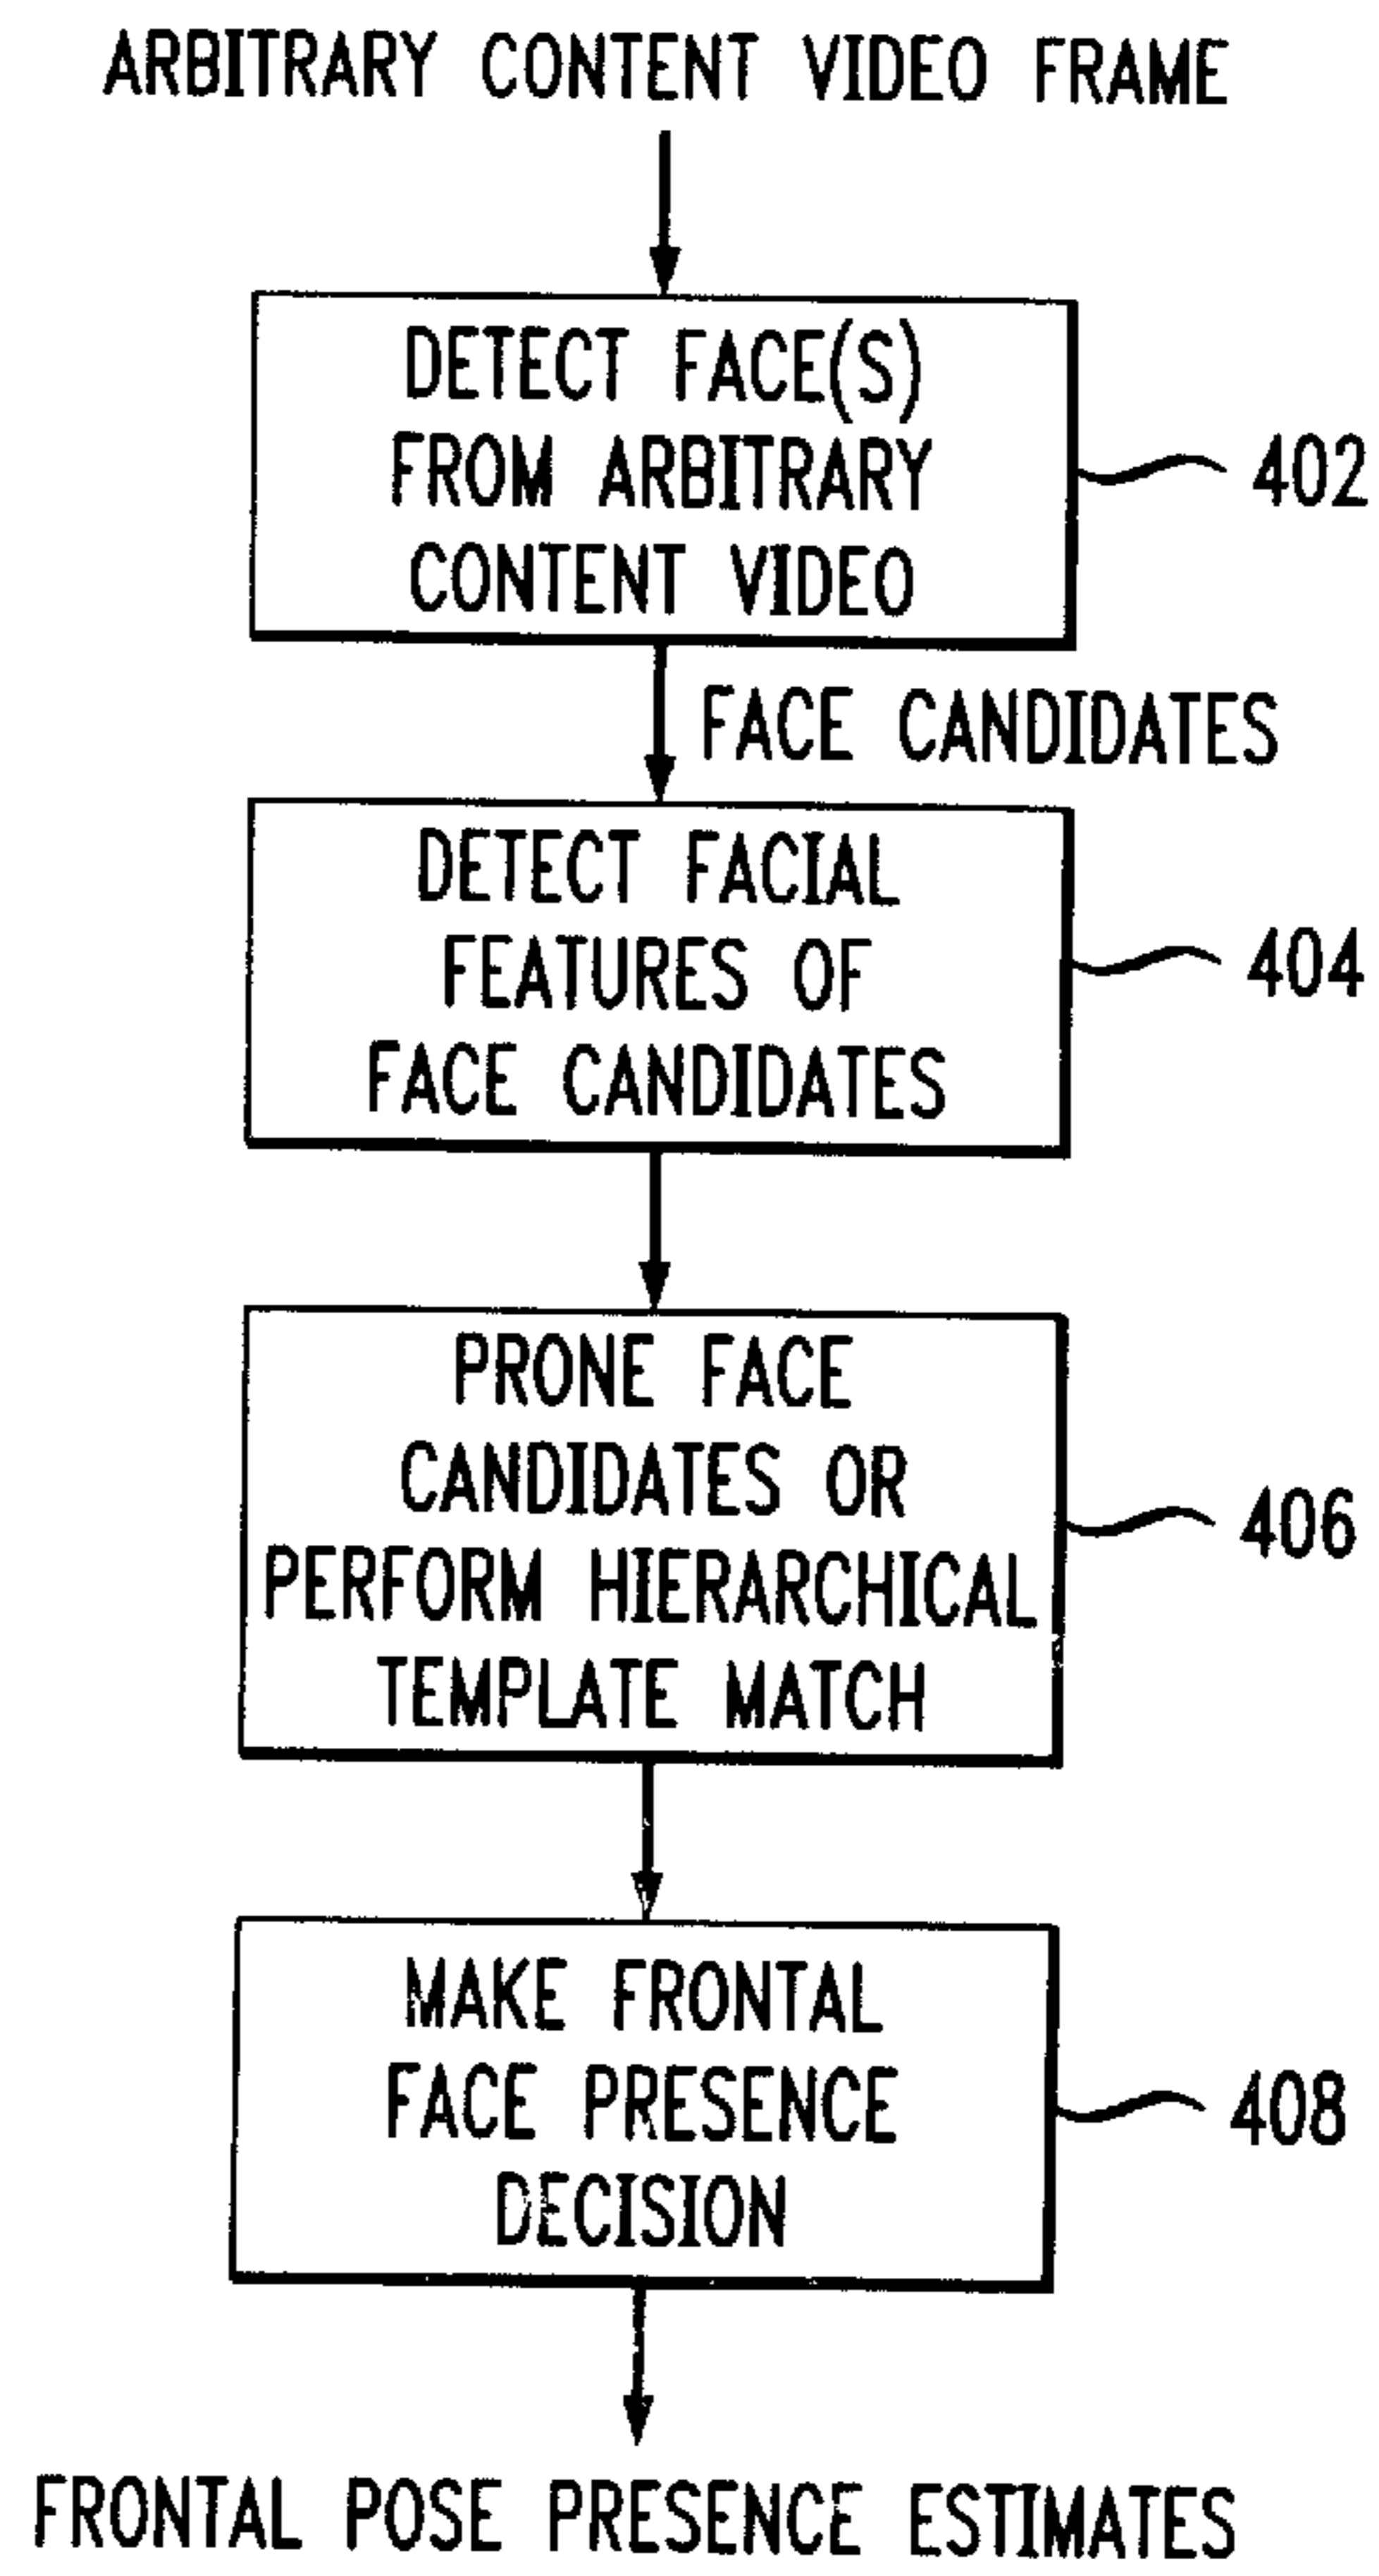 ARBITRARY CONTENT VIDEO FRAME
DETECT FACE(S)
FROM ARBITRARY
CONTENT VIDEO
402
FACE CANDIDATES
DETECT FACIAL
FEATURES OF
FACE CANDIDATES
404
PRONE FACE
CANDIDATES OR
PERFORM HIERARCHICAL
TEMPLATE MATCH
406
MAKE FRONTAL
FACE PRESENCE
DECISION
408
FRONTAL POSE PRESENCE ESTIMATES